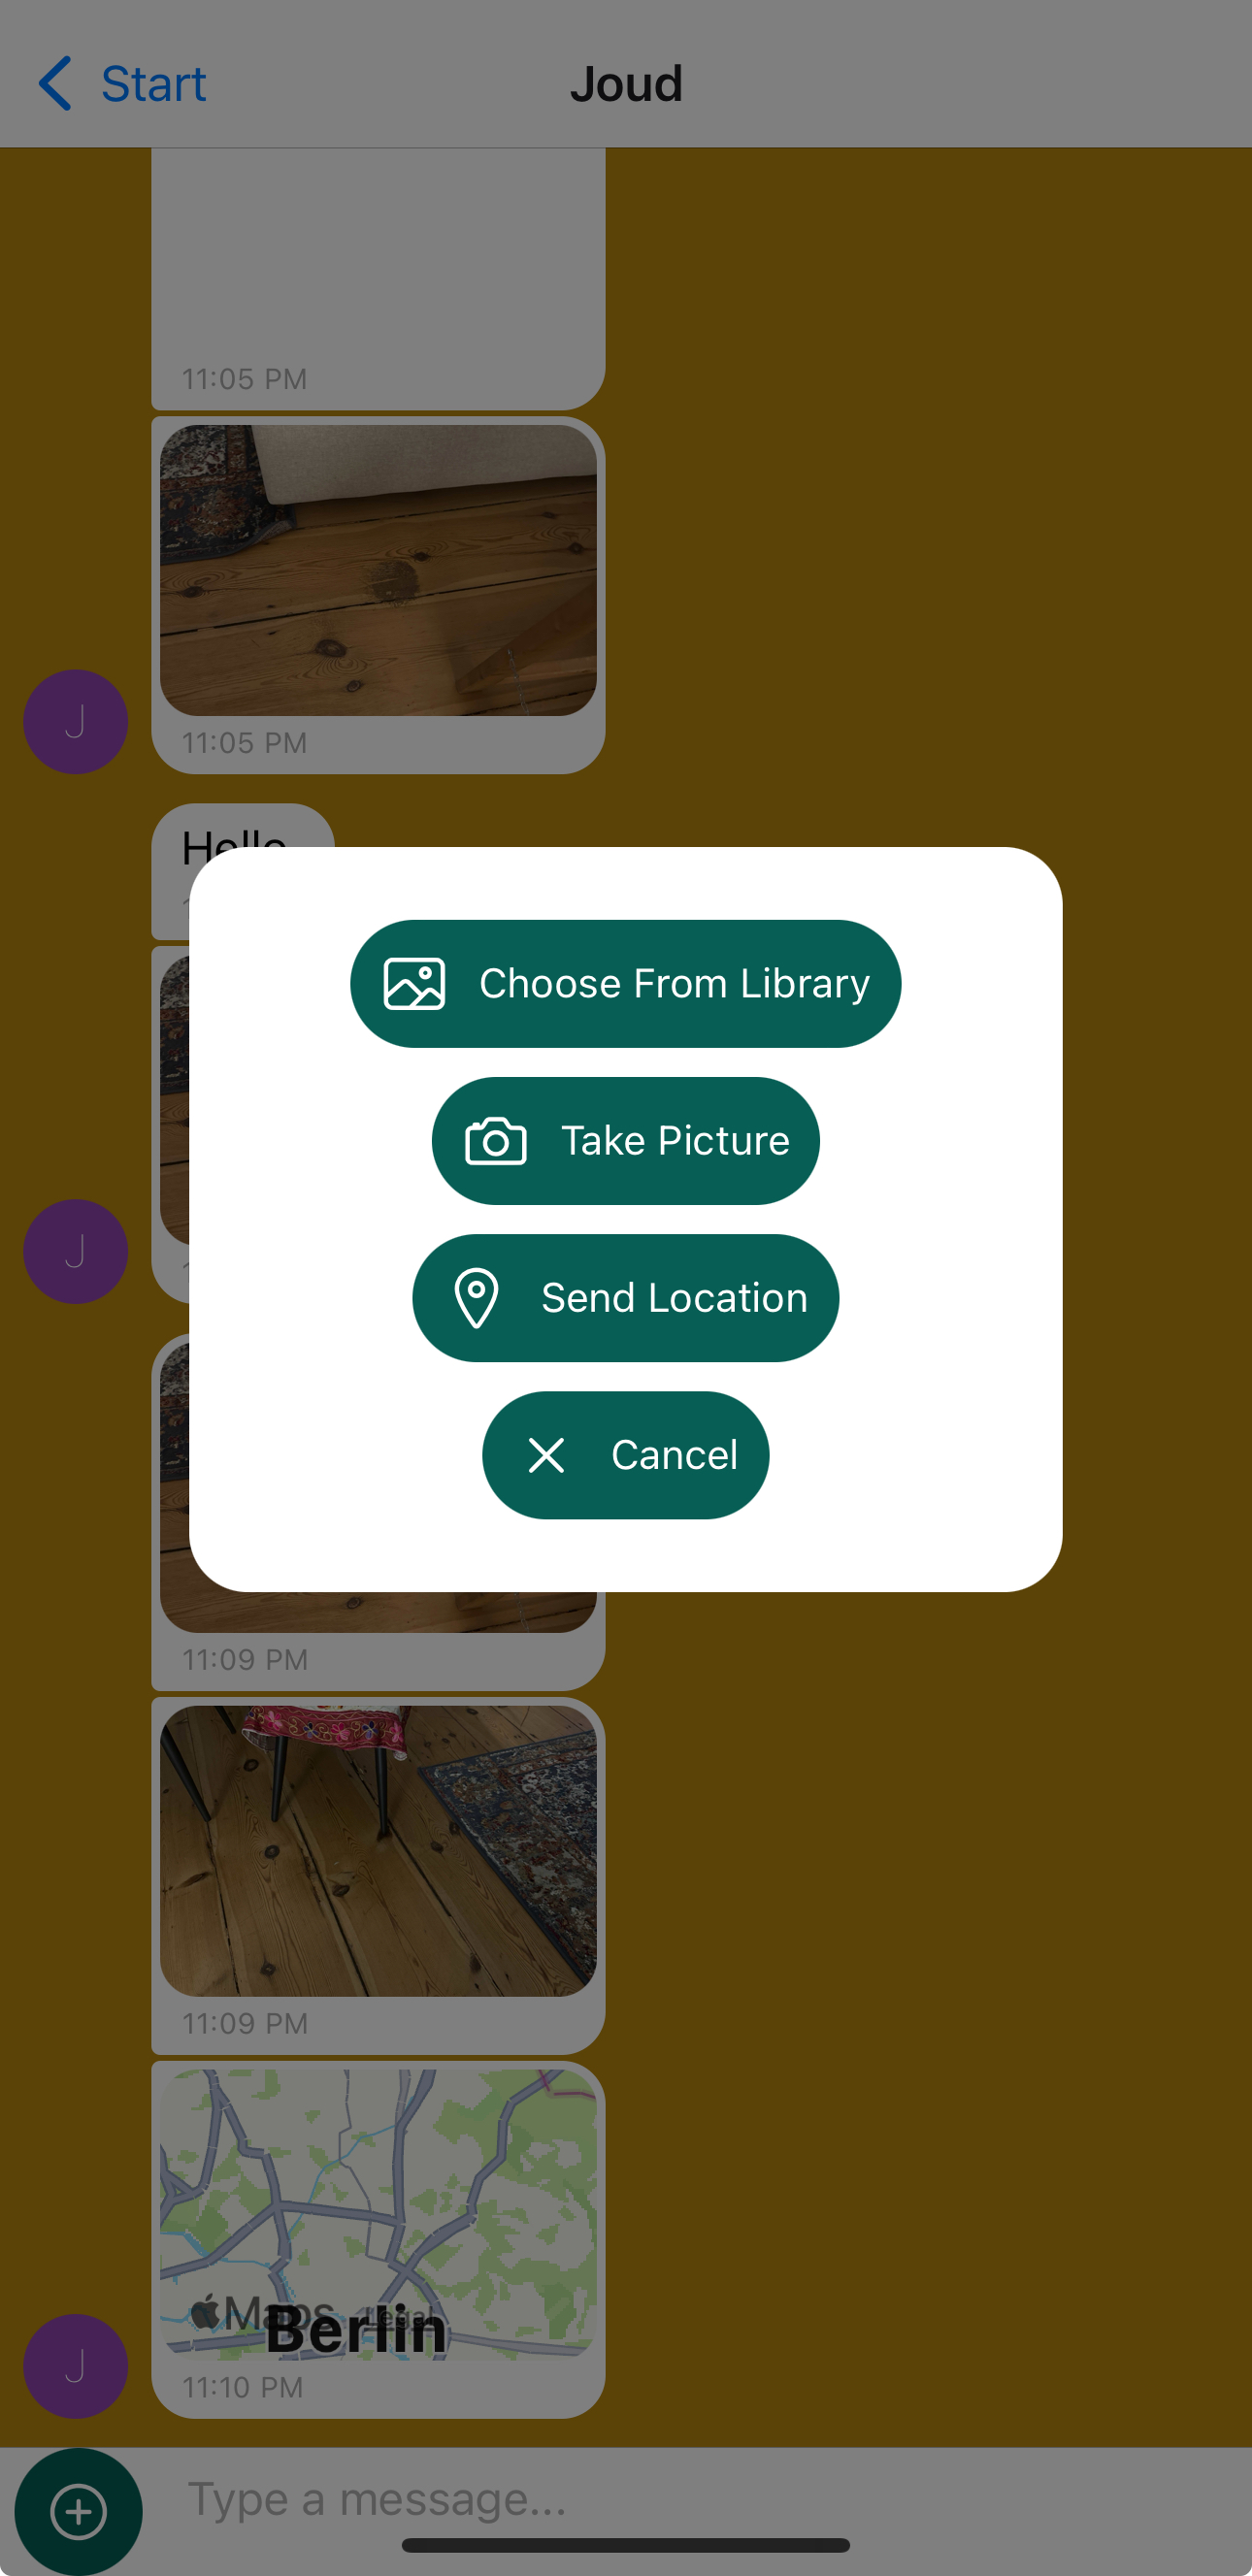 Start
Joud
11:05 PM
J
11:05 PM
Hello
Choose From Library
Take Picture
J
Send Location
Cancel
11:09 PM
11:09 PM
Maps Legal
Berlin
J
11:10 PM
Type a message...